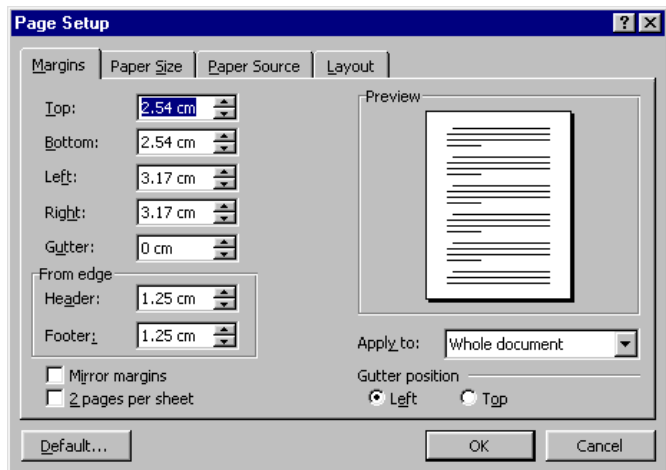 Page Setup
Margins Paper Size Paper Source Layout
Top: 2.54 cm
Bottom: 2.54 cm
Left: 3.17 cm
Right: 3.17 cm
Gutter: 0 cm
From edge
Header: 1.25 cm
Footer: 1.25 cm
Mirror margins
2 pages per sheet
Preview
Apply to: Whole document
Gutter position
Left Top
Default... OK Cancel